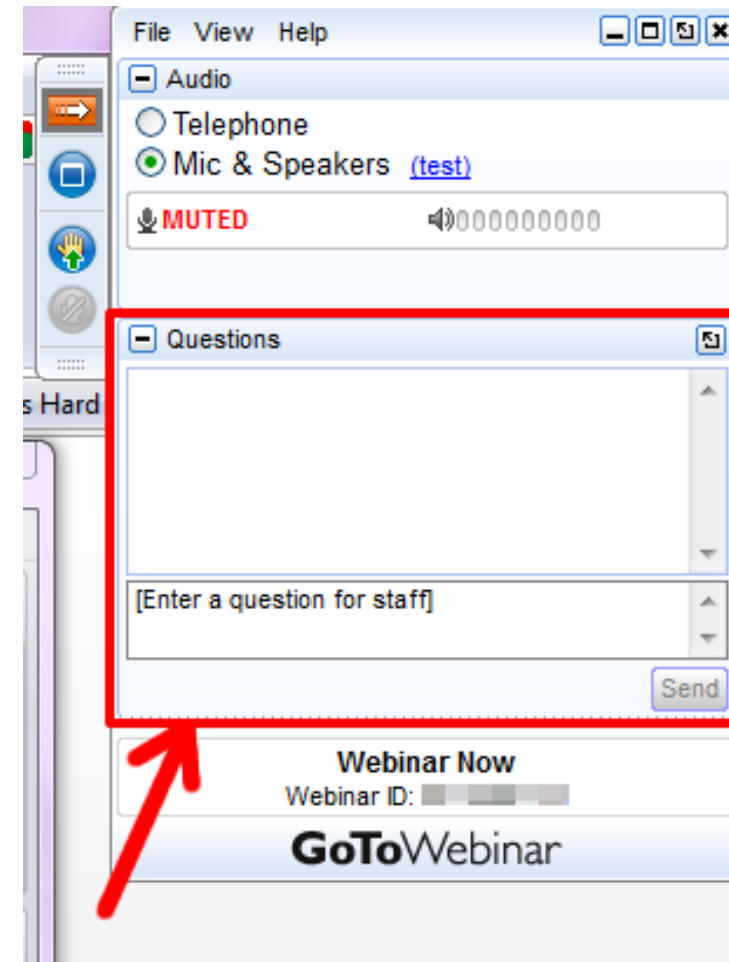 File View Help
Audio
Telephone
Mic & Speakers (test)
MUTED 000000000
s Hard
Questions
[Enter a question for staff]
Send
Webinar Now
Webinar ID:
GoToWebinar